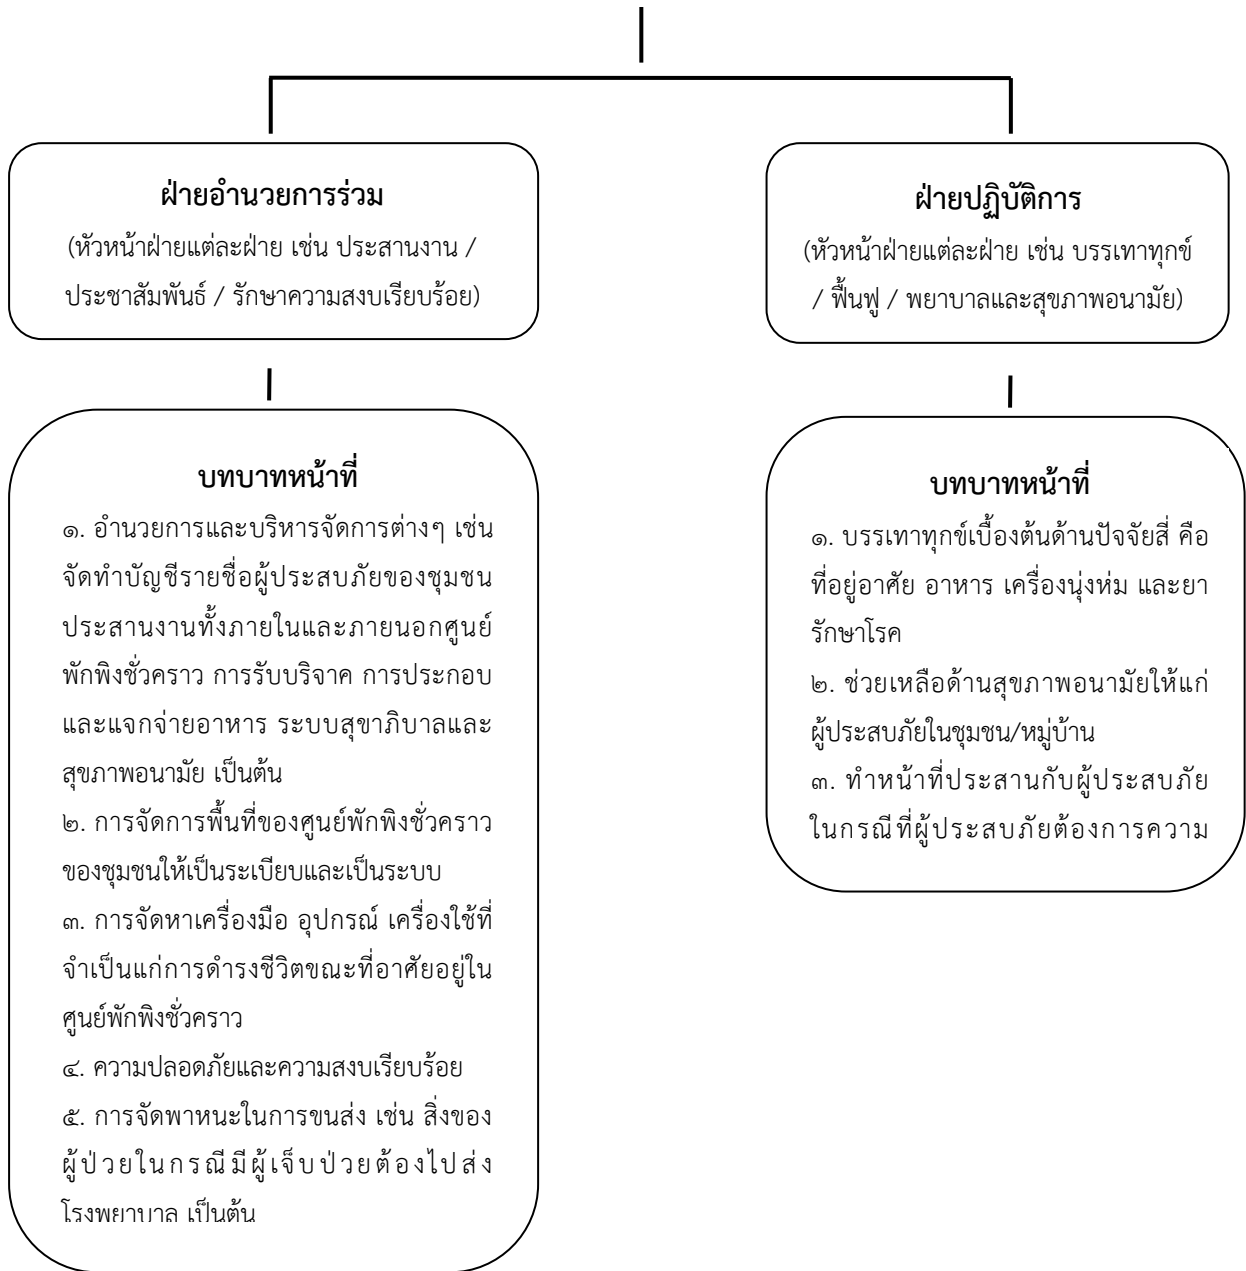 ฝ่ายอำนวยการร่วม
(หัวหน้าฝ่ายแต่ละฝ่าย เช่น ประสานงาน /
ประชาสัมพันธ์ / รักษาความสงบเรียบร้อย)
บทบาทหน้าที่
๑. อำนวยการและบริหารจัดการต่างๆ เช่น
จัดทำบัญชีรายชื่อผู้ประสบภัยของชุมชน
ประสานงานทั้งภายในและภายนอกศูนย์
พักพิงชั่วคราว การรับบริจาค การประกอบ
และแจกจ่ายอาหาร ระบบสุขาภิบาลและ
สุขภาพอนามัย เป็นต้น
๒. การจัดการพื้นที่ของศูนย์พักพิงชั่วคราว
ของชุมชนให้เป็นระเบียบและเป็นระบบ
๓. การจัดหาเครื่องมือ อุปกรณ์ เครื่องใช้ที่
จำเป็นแก่การดำรงชีวิตขณะที่อาศัยอยู่ใน
ศูนย์พักพิงชั่วคราว
๔. ความปลอดภัยและความสงบเรียบร้อย
๕. การจัดพาหนะในการขนส่ง เช่น สิ่งของ
ผู้ป่วยในกรณีมีผู้เจ็บป่วยต้องไปส่ง
โรงพยาบาล เป็นต้น
ฝ่ายปฏิบัติการ
(หัวหน้าฝ่ายแต่ละฝ่าย เช่น บรรเทาทุกข์
/ ฟื้นฟู / พยาบาลและสุขภาพอนามัย)
บทบาทหน้าที่
๑. บรรเทาทุกข์เบื้องต้นด้านปัจจัยสี่ คือ
ที่อยู่อาศัย อาหาร เครื่องนุ่งห่ม และยา
รักษาโรค
๒. ช่วยเหลือด้านสุขภาพอนามัยให้แก่
ผู้ประสบภัยในชุมชน/หมู่บ้าน
๓. ทำหน้าที่ประสานกับผู้ประสบภัย
ในกรณีที่ผู้ประสบภัยต้องการความ